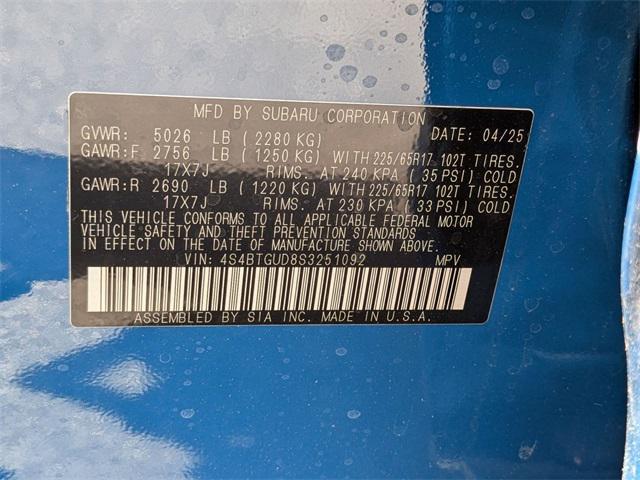 MFD BY SUBARU CORPORATION
GVWR: 5026 LB (2280 KG) DATE: 04/25
GAWR:F 2756 LB (1250 KG) WITH 225/65R17 102T TIRES.
17X7J RIMS. AT 240 KPA ( 35 PSI) COLD
GAWR:R 2690 LB (1220 KG) WITH 225/65R17 102T TIRES.
17X7J RIMS. AT 230 KPA ( 33 PSI) COLD
THIS VEHICLE CONFORMS TO ALL APPLICABLE FEDERAL MOTOR
VEHICLE SAFETY AND THEFT PREVENTION STANDARDS
IN EFFECT ON THE DATE OF MANUFACTURE SHOWN ABOVE.
VIN: 4S4BTGUD8S3251092 MPV
ASSEMBLED BY SIA INC. MADE IN U.S.A.